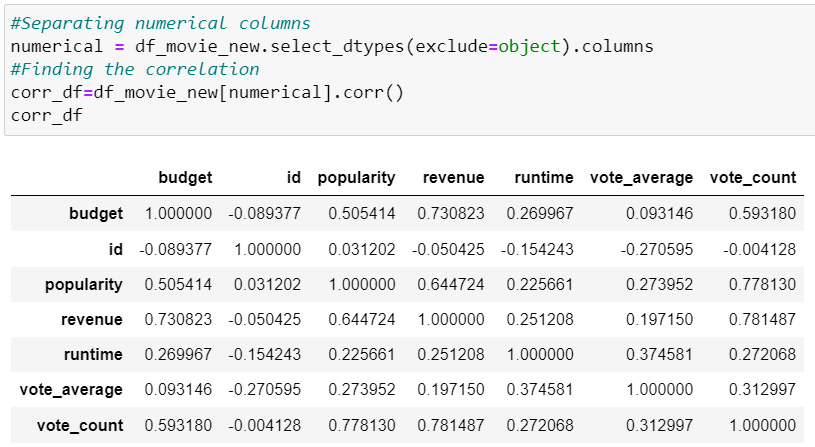 #Separating numerical columns
numerical = df_movie_new.select_dtypes(exclude=object).columns
#Finding the correlation
corr_df=df_movie_new[numerical].corr()
corr_df
budget id popularity revenue runtime vote_average vote_count
budget 1.000000 -0.089377 0.505414 0.730823 0.269967 0.093146 0.593180
id -0.089377 1.000000 0.031202 -0.050425 -0.154243 -0.270595 -0.004128
popularity 0.505414 0.031202 1.000000 0.644724 0.225661 0.273952 0.778130
revenue 0.730823 -0.050425 0.644724 1.000000 0.251208 0.197150 0.781487
runtime 0.269967 -0.154243 0.225661 0.251208 1.000000 0.374581 0.272068
vote_average 0.093146 -0.270595 0.273952 0.197150 0.374581 1.000000 0.312997
vote_count 0.593180 -0.004128 0.778130 0.781487 0.272068 0.312997 1.000000